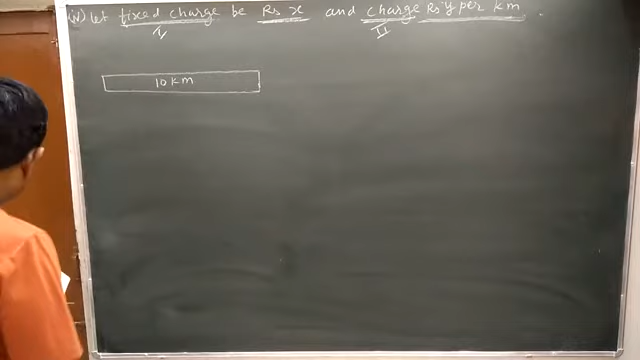 iv) let fixed charge be Rs x and charge Rs y per km.
I II
10 km